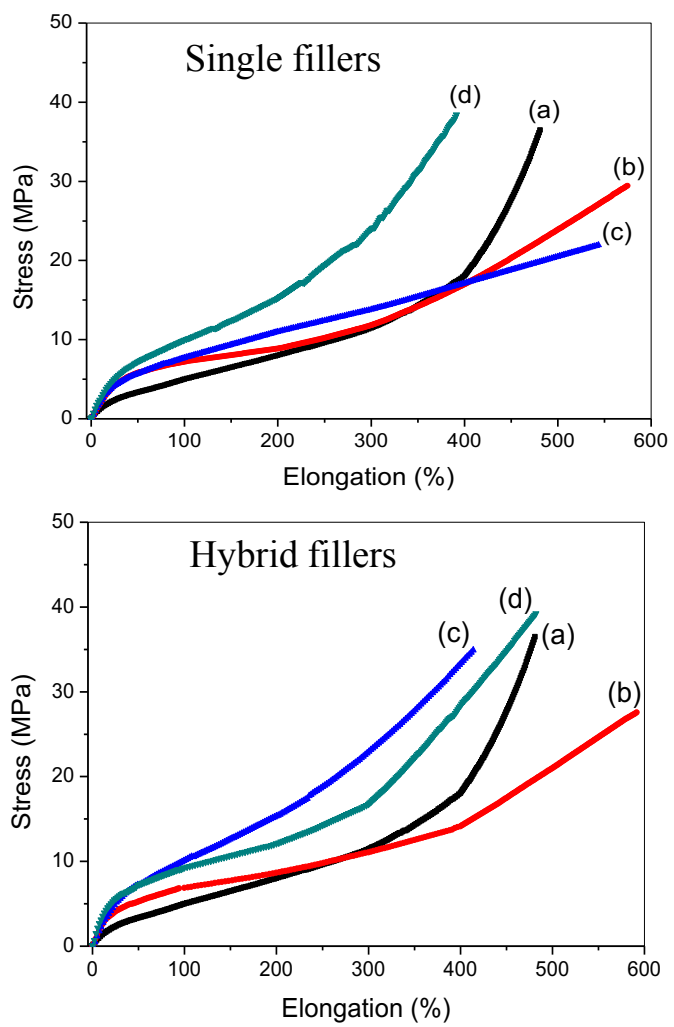 50
Single fillers
(d)
(a)
40
(b)
30
(c)
20
10
0
0 100 200 300 400 500 600
Stress (MPa)
Elongation (%)
50
Hybrid fillers
(d)
40
(c)
(a)
(b)
30
20
10
0
0 100 200 300 400 500 600
Stress (MPa)
Elongation (%)